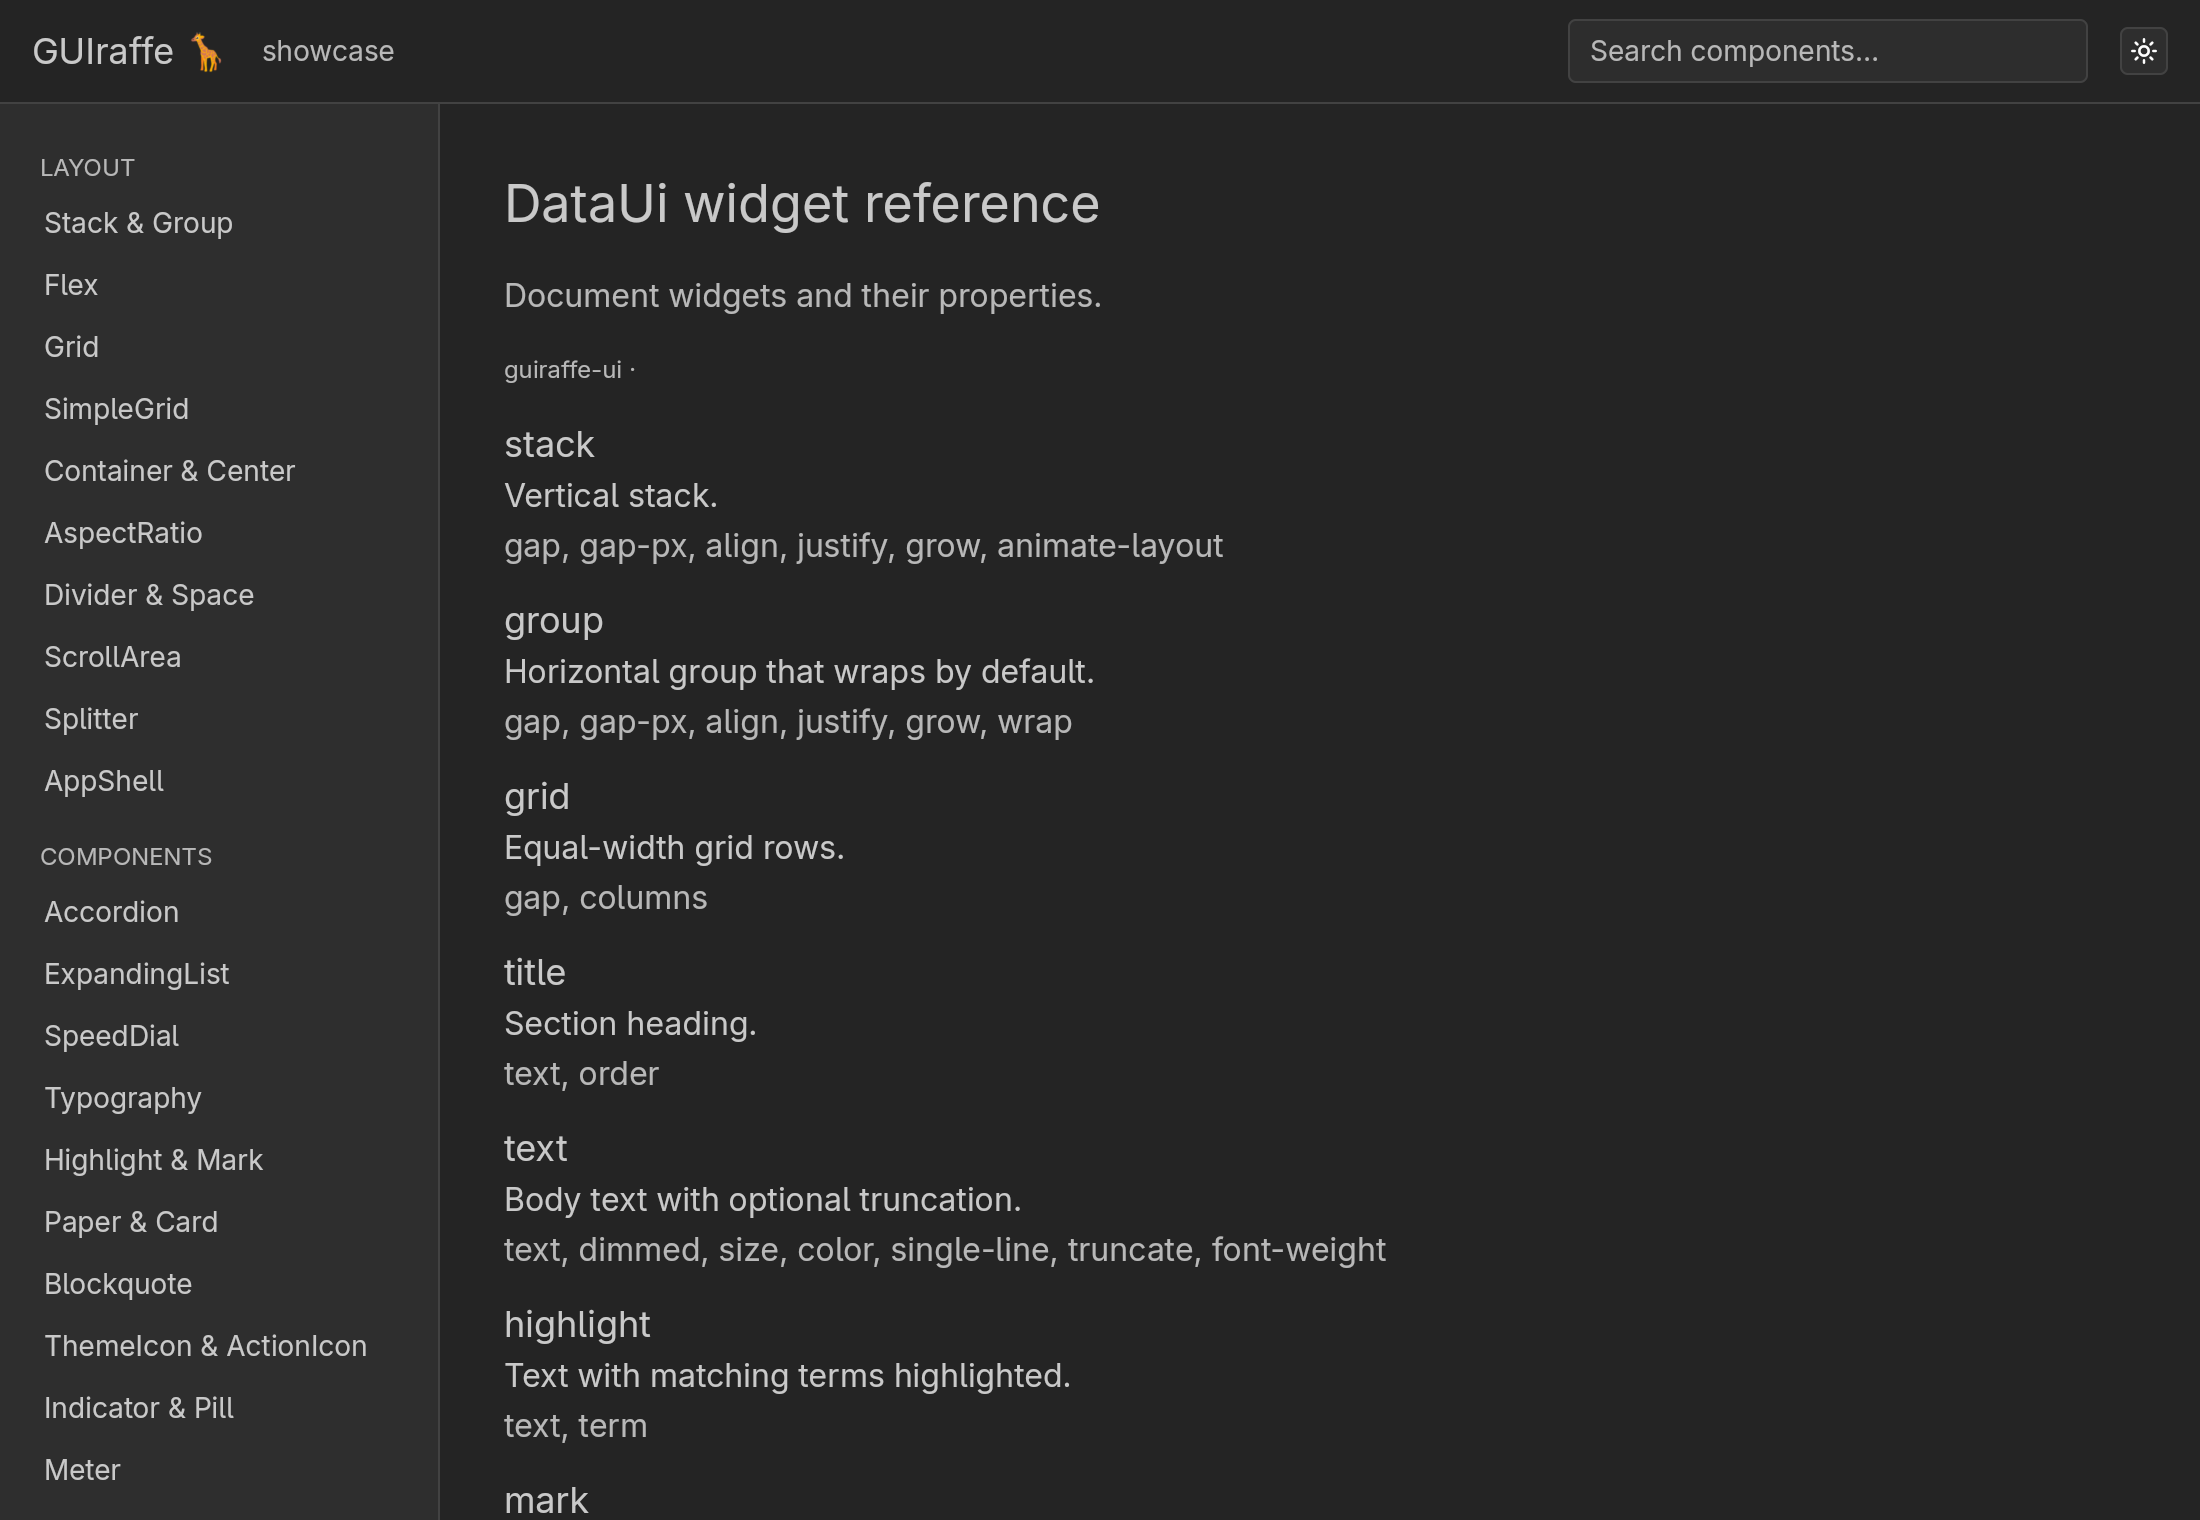 GUIraffe 🦒 showcase
Search components...
LAYOUT
Stack & Group
Flex
Grid
SimpleGrid
Container & Center
AspectRatio
Divider & Space
ScrollArea
Splitter
AppShell
COMPONENTS
Accordion
ExpandingList
SpeedDial
Typography
Highlight & Mark
Paper & Card
Blockquote
ThemeIcon & ActionIcon
Indicator & Pill
Meter
DataUi widget reference
Document widgets and their properties.
guiraffe-ui ·
stack
Vertical stack.
gap, gap-px, align, justify, grow, animate-layout
group
Horizontal group that wraps by default.
gap, gap-px, align, justify, grow, wrap
grid
Equal-width grid rows.
gap, columns
title
Section heading.
text, order
text
Body text with optional truncation.
text, dimmed, size, color, single-line, truncate, font-weight
highlight
Text with matching terms highlighted.
text, term
mark